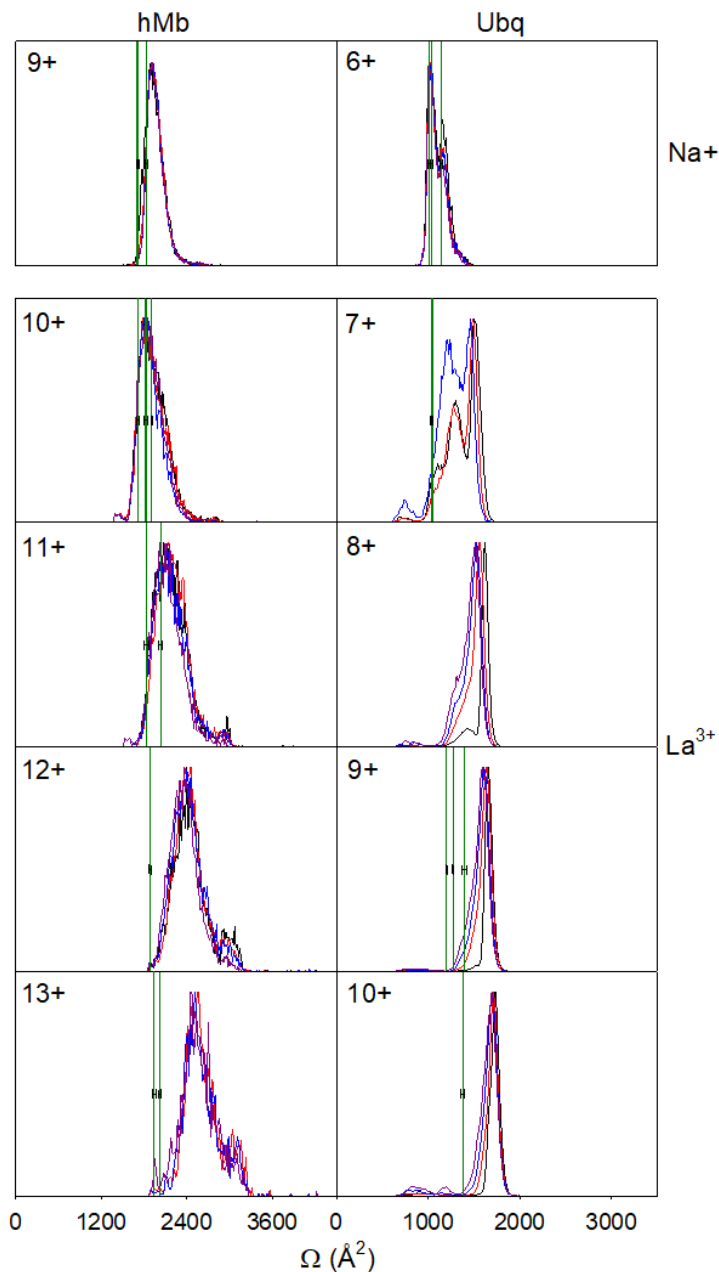 hMb Ubq
9+ 6+ Na+
10+ 7+
11+ 8+
La³⁺
12+ 9+
13+ 10+
0 1200 2400 3600 0 1000 2000 3000
Ω (Å²)